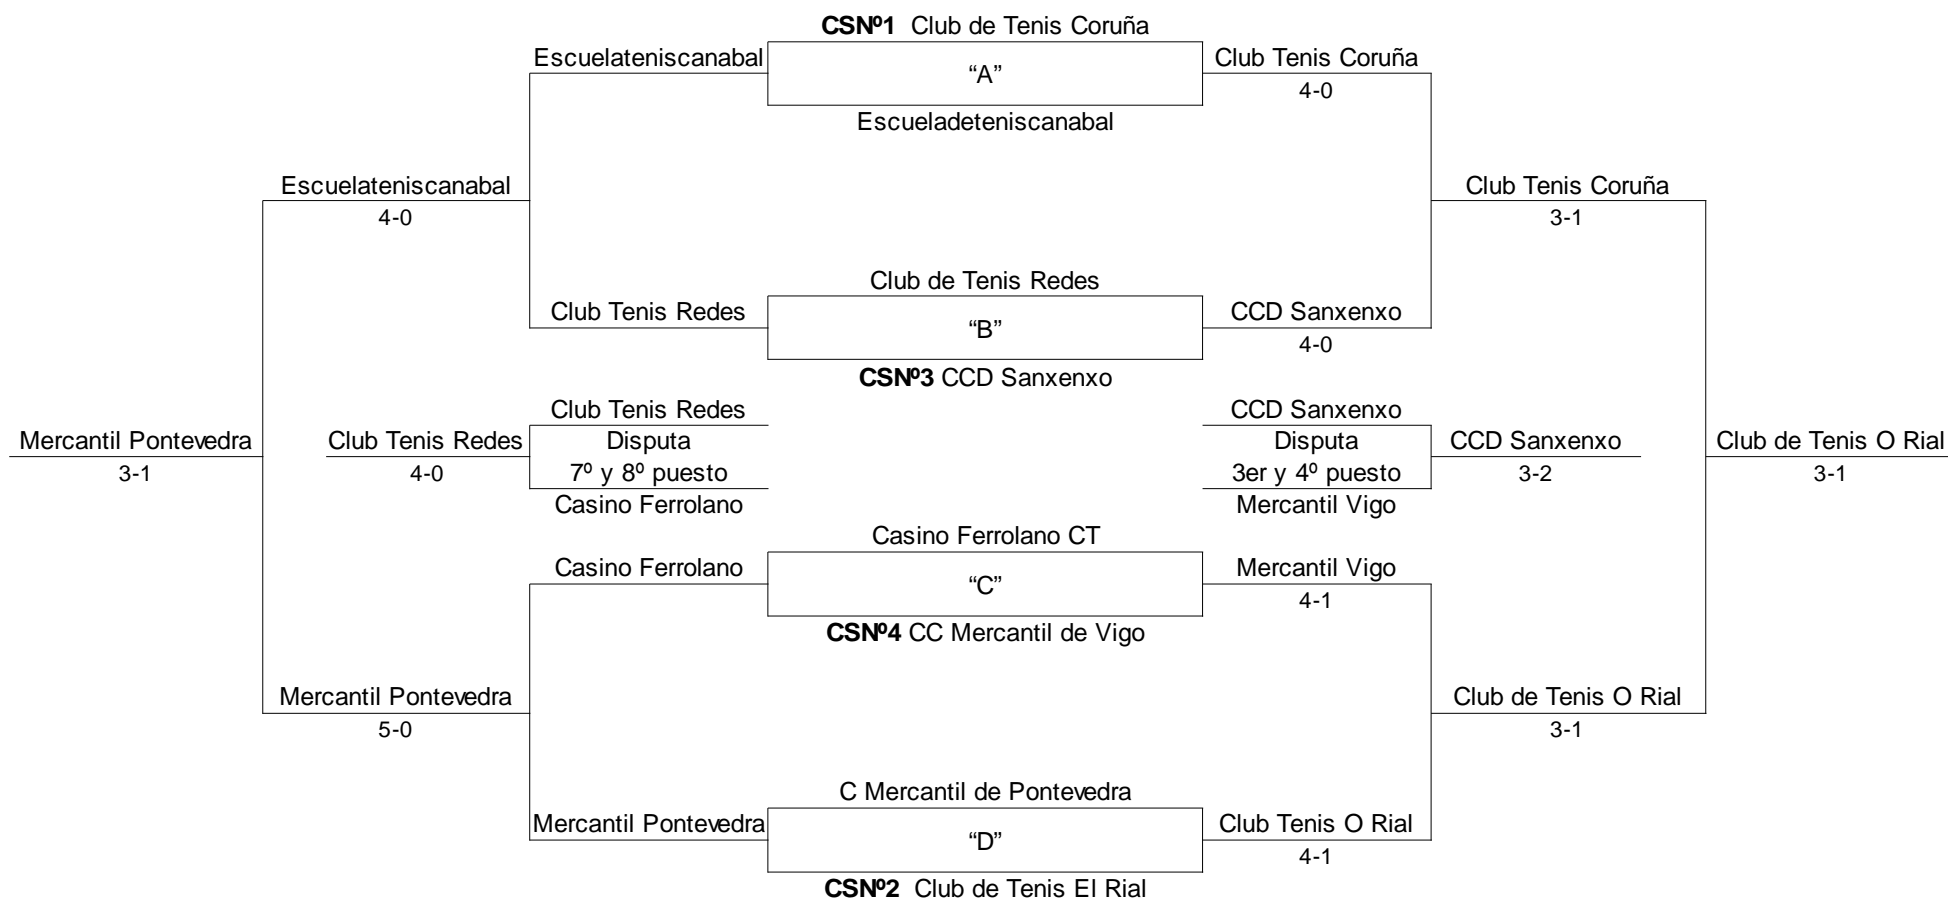 CSNº1 Club de Tenis Coruña
Escuelateniscanabal
Club Tenis Coruña
“A”
4-0
Escueladeteniscanabal
Escuelateniscanabal
Club Tenis Coruña
4-0
3-1
Club de Tenis Redes
Club Tenis Redes
CCD Sanxenxo
“B”
4-0
CSNº3 CCD Sanxenxo
Club Tenis Redes
CCD Sanxenxo
Mercantil Pontevedra
Club Tenis Redes
Disputa
Disputa
CCD Sanxenxo
Club de Tenis O Rial
3-1
4-0
7º y 8º puesto
3er y 4º puesto
3-2
3-1
Casino Ferrolano
Mercantil Vigo
Casino Ferrolano CT
Casino Ferrolano
Mercantil Vigo
“C”
4-1
CSNº4 CC Mercantil de Vigo
Mercantil Pontevedra
Club de Tenis O Rial
5-0
3-1
C Mercantil de Pontevedra
Mercantil Pontevedra
Club Tenis O Rial
“D”
4-1
CSNº2 Club de Tenis El Rial